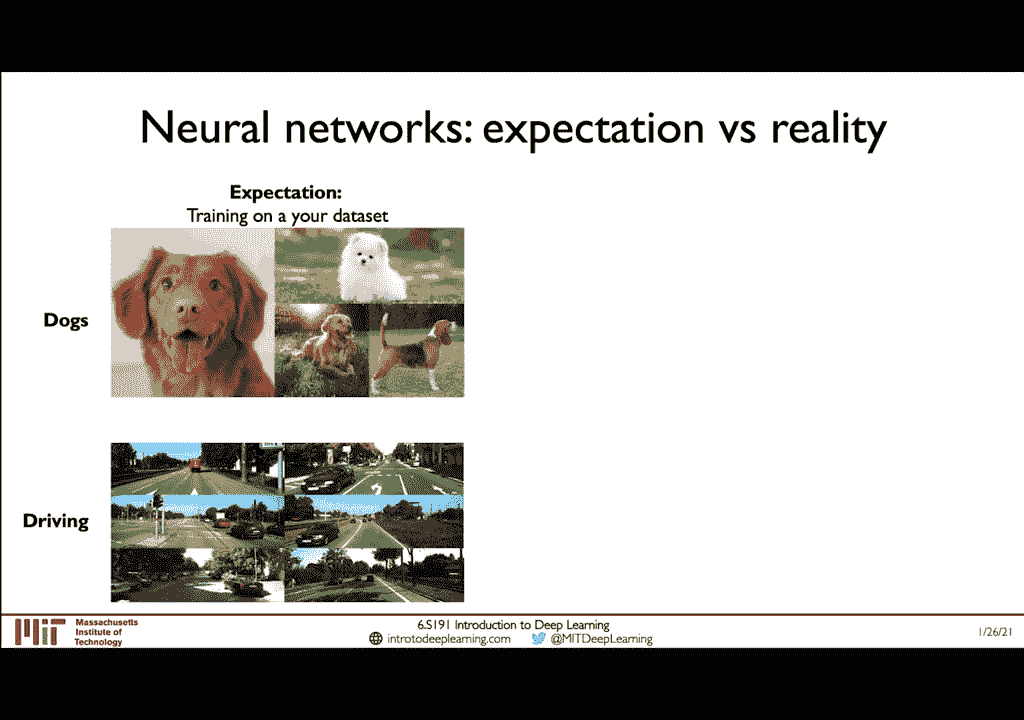 Neural networks: expectation vs reality
Expectation:
Training on a your dataset
Dogs
Driving
Massachusetts
Institute of
Technology
6.S191 Introduction to Deep Learning
introtodeeplearning.com @MITDeepLearning
1/26/21